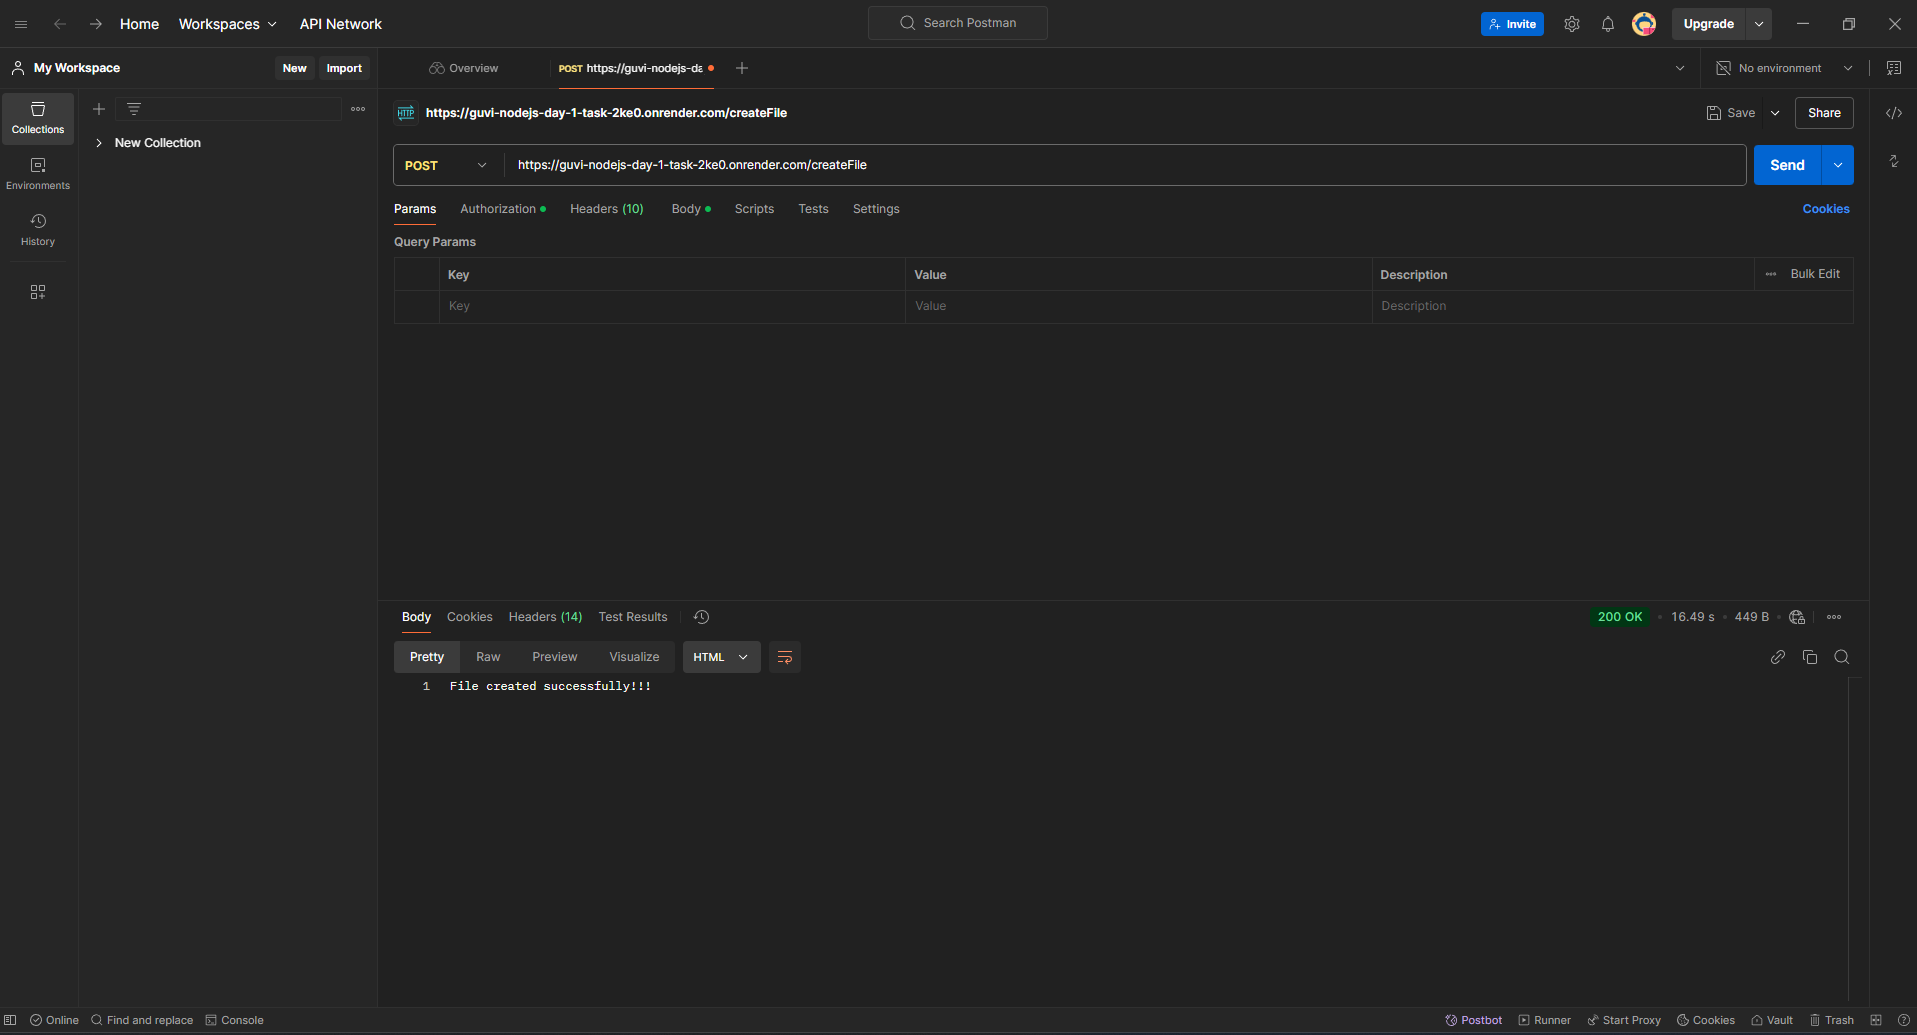 Home Workspaces API Network Search Postman Invite Upgrade
My Workspace New Import Overview POST https://guvi-nodejs-da No environment
Collections
New Collection
Environments
History
HTTP https://guvi-nodejs-day-1-task-2ke0.onrender.com/createFile Save Share
POST https://guvi-nodejs-day-1-task-2ke0.onrender.com/createFile Send
Params Authorization Headers (10) Body Scripts Tests Settings Cookies
Query Params
Key Value Description Bulk Edit
Key Value Description
Body Cookies Headers (14) Test Results 200 OK 16.49 s 449 B
Pretty Raw Preview Visualize HTML
1 File created successfully!!!
Online Find and replace Console Postbot Runner Start Proxy Cookies Vault Trash